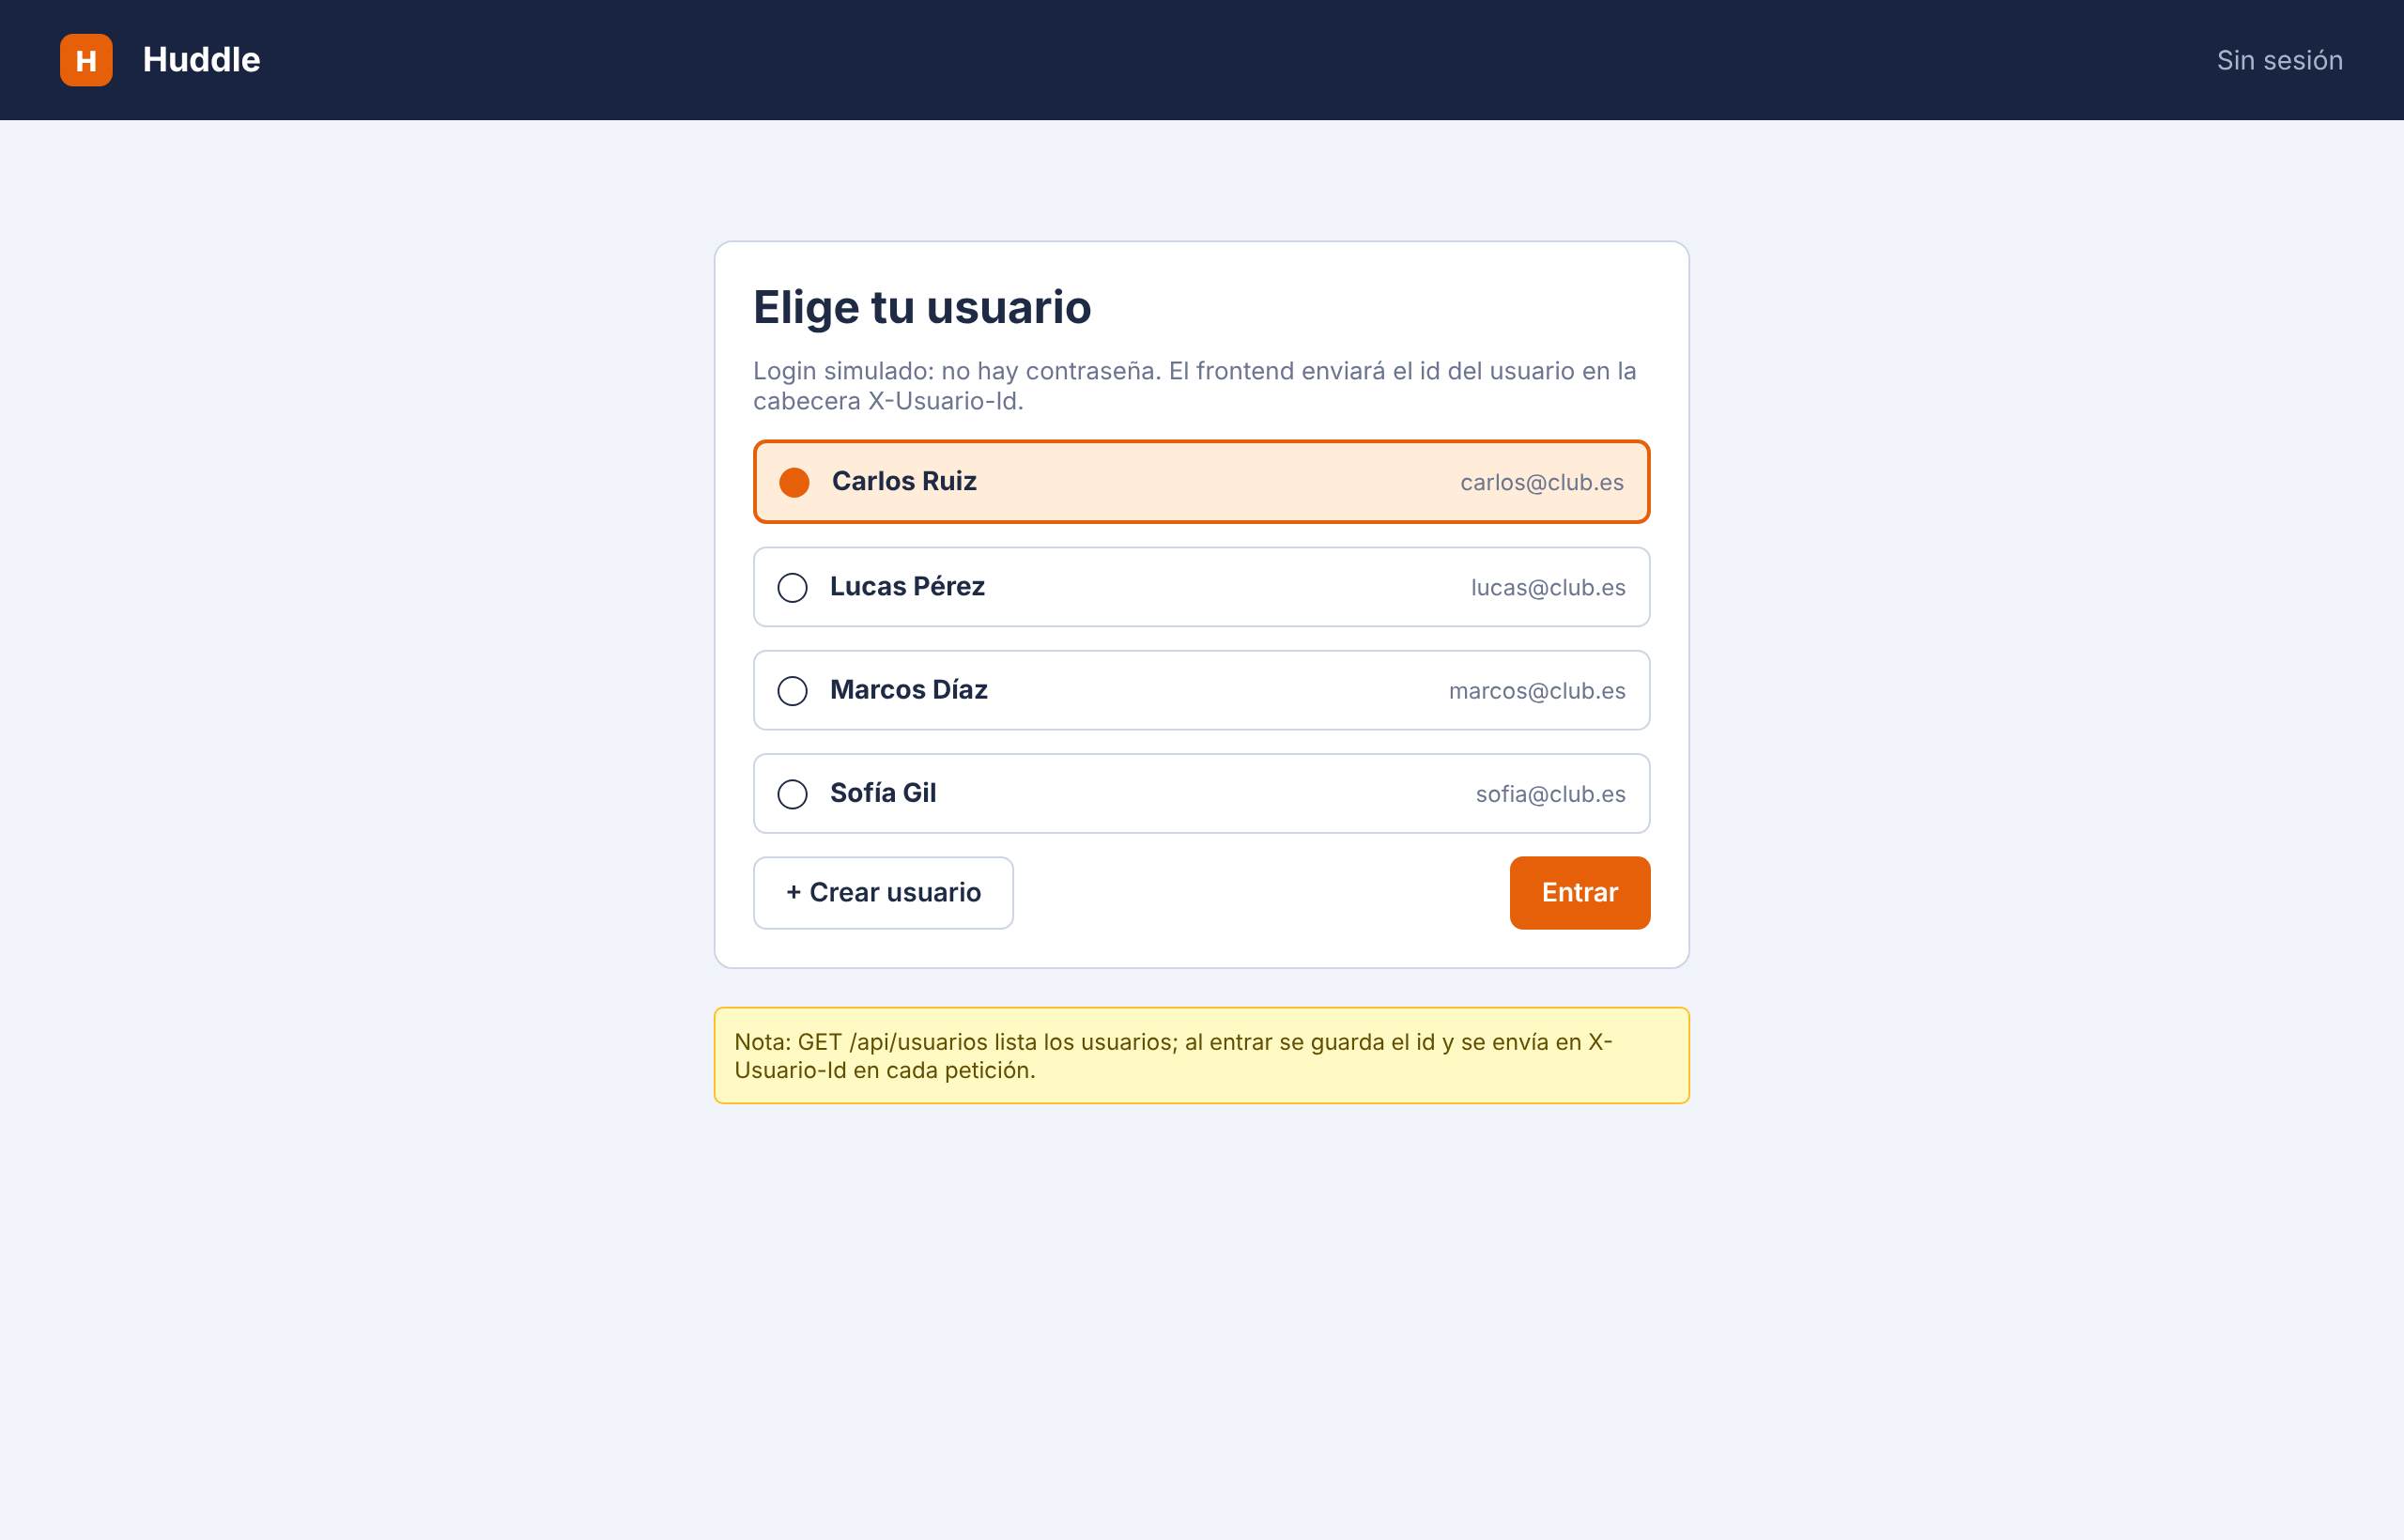 H Huddle Sin sesión
Elige tu usuario
Login simulado: no hay contraseña. El frontend enviará el id del usuario en la
cabecera X-Usuario-Id.
Carlos Ruiz carlos@club.es
Lucas Pérez lucas@club.es
Marcos Díaz marcos@club.es
Sofía Gil sofia@club.es
+ Crear usuario Entrar
Nota: GET /api/usuarios lista los usuarios; al entrar se guarda el id y se envía en X-
Usuario-Id en cada petición.